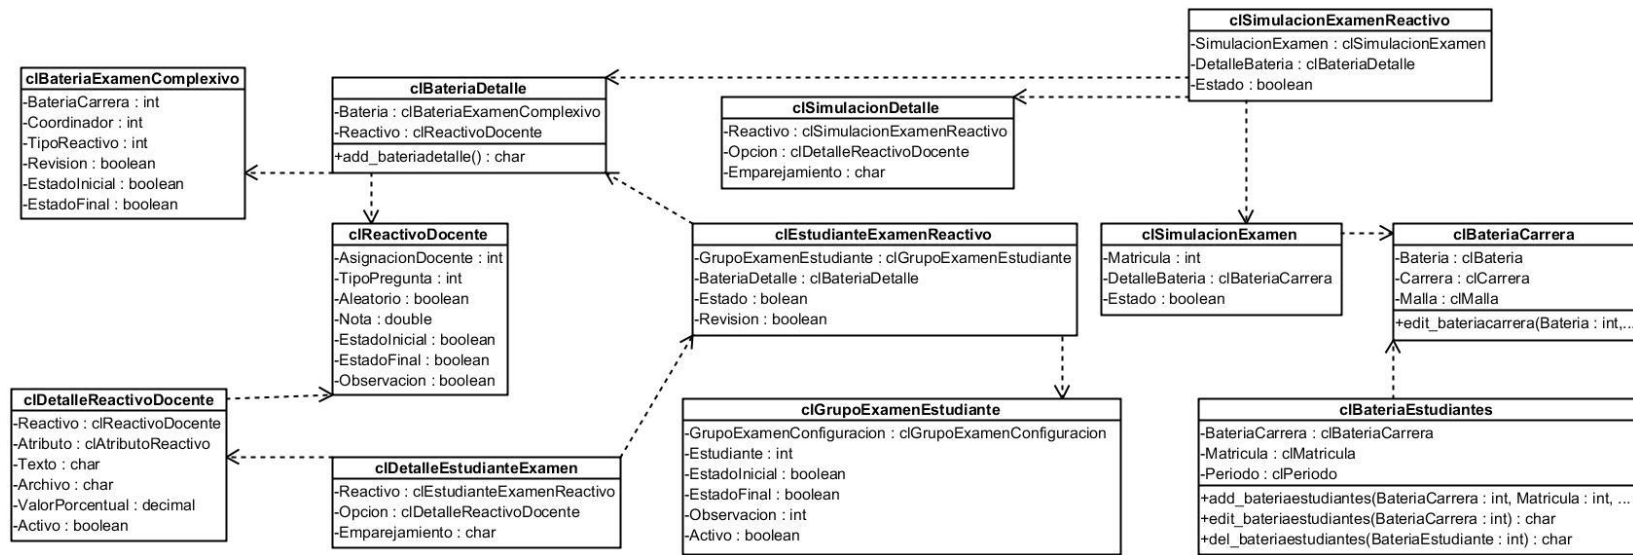 clSimulacionExamenReactivo
-SimulacionExamen : clSimulacionExamen
-DetalleBateria : clBateriaDetalle
-Estado : boolean
clBateriaExamenComplexivo
-BateriaCarrera : int
-Coordinador : int
-TipoReactivo : int
-Revision : boolean
-EstadoInicial : boolean
-EstadoFinal : boolean
clBateriaDetalle
-Bateria : clBateriaExamenComplexivo
-Reactivo : clReactivoDocente
+add_bateriadetalle() : char
clSimulacionDetalle
-Reactivo : clSimulacionExamenReactivo
-Opcion : clDetalleReactivoDocente
-Emparejamiento : char
clReactivoDocente
-AsignacionDocente : int
-TipoPregunta : int
-Aleatorio : boolean
-Nota : double
-EstadoInicial : boolean
-EstadoFinal : boolean
-Observacion : boolean
clEstudianteExamenReactivo
-GrupoExamenEstudiante : clGrupoExamenEstudiante
-BateriaDetalle : clBateriaDetalle
-Estado : bolean
-Revision : boolean
clSimulacionExamen
-Matricula : int
-DetalleBateria : clBateriaCarrera
-Estado : boolean
clBateriaCarrera
-Bateria : clBateria
-Carrera : clCarrera
-Malla : clMalla
+edit_bateriacarrera(Bateria : int,...
clDetalleReactivoDocente
-Reactivo : clReactivoDocente
-Atributo : clAtributoReactivo
-Texto : char
-Archivo : char
-ValorPorcentual : decimal
-Activo : boolean
clDetalleEstudianteExamen
-Reactivo : clEstudianteExamenReactivo
-Opcion : clDetalleReactivoDocente
-Emparejamiento : char
clGrupoExamenEstudiante
-GrupoExamenConfiguracion : clGrupoExamenConfiguracion
-Estudiante : int
-EstadoInicial : boolean
-EstadoFinal : boolean
-Observacion : int
-Activo : boolean
clBateriaEstudiantes
-BateriaCarrera : clBateriaCarrera
-Matricula : clMatricula
-Periodo : clPeriodo
+add_bateriaestudiantes(BateriaCarrera : int, Matricula : int, ...
+edit_bateriaestudiantes(BateriaCarrera : int) : char
+del_bateriaestudiantes(BateriaEstudiante : int) : char